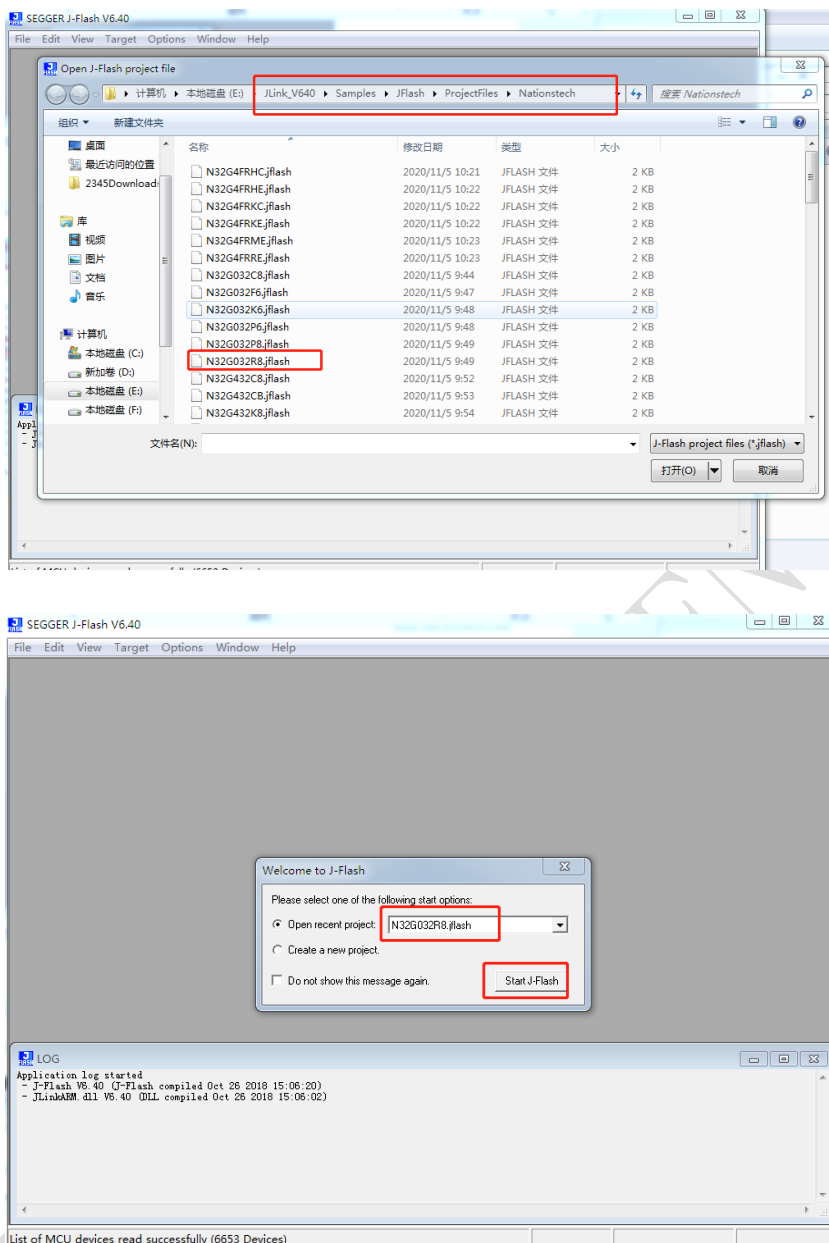 SEGGER J-Flash V6.40
File Edit View Target Options Window Help
Open J-Flash project file
计算机 本地磁盘 (E:) JLink_V640 Samples JFlash ProjectFiles Nationstech 搜索 Nationstech
组织 新建文件夹
名称 修改日期 类型 大小
桌面
最近访问的位置
2345Download
库
视频
图片
文档
音乐
计算机
本地磁盘 (C:)
新加卷 (D:)
本地磁盘 (E:)
本地磁盘 (F:)
N32G4FRHC.jflash 2020/11/5 10:21 JFLASH 文件 2 KB
N32G4FRHE.jflash 2020/11/5 10:22 JFLASH 文件 2 KB
N32G4FRKC.jflash 2020/11/5 10:22 JFLASH 文件 2 KB
N32G4FRKE.jflash 2020/11/5 10:22 JFLASH 文件 2 KB
N32G4FRME.jflash 2020/11/5 10:23 JFLASH 文件 2 KB
N32G4FRRE.jflash 2020/11/5 10:23 JFLASH 文件 2 KB
N32G032C8.jflash 2020/11/5 9:44 JFLASH 文件 2 KB
N32G032F6.jflash 2020/11/5 9:47 JFLASH 文件 2 KB
N32G032K6.jflash 2020/11/5 9:48 JFLASH 文件 2 KB
N32G032P6.jflash 2020/11/5 9:48 JFLASH 文件 2 KB
N32G032P8.jflash 2020/11/5 9:49 JFLASH 文件 2 KB
N32G032R8.jflash 2020/11/5 9:49 JFLASH 文件 2 KB
N32G432C8.jflash 2020/11/5 9:52 JFLASH 文件 2 KB
N32G432CB.jflash 2020/11/5 9:53 JFLASH 文件 2 KB
N32G432K8.jflash 2020/11/5 9:54 JFLASH 文件 2 KB
Appl
- J
- J
文件名(N): J-Flash project files (*.jflash)
打开(O) 取消
SEGGER J-Flash V6.40
File Edit View Target Options Window Help
Welcome to J-Flash
Please select one of the following start options:
Open recent project: N32G032R8.jflash
Create a new project.
Do not show this message again. Start J-Flash
LOG
Application log started
- J-Flash V6.40 (J-Flash compiled Oct 26 2018 15:06:20)
- JLinkARM.dll V6.40 (DLL compiled Oct 26 2018 15:06:02)
List of MCU devices read successfully (6653 Devices)